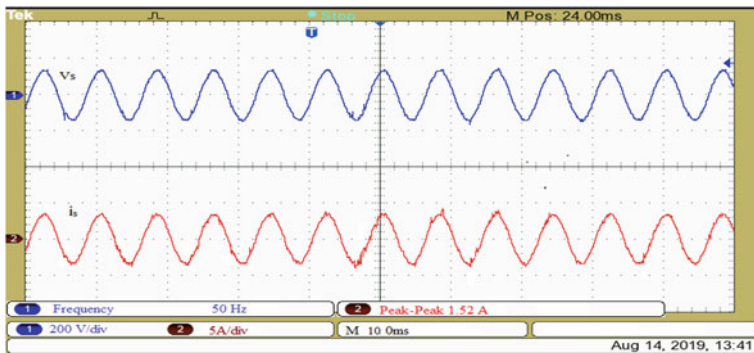 Tek Stop M Pos: 24.00ms
T
Vs
1
is
2
1 Frequency 50 Hz 2 Peak-Peak 1.52 A
1 200 V/div 2 5A/div M 10 0ms
Aug 14, 2019, 13:41